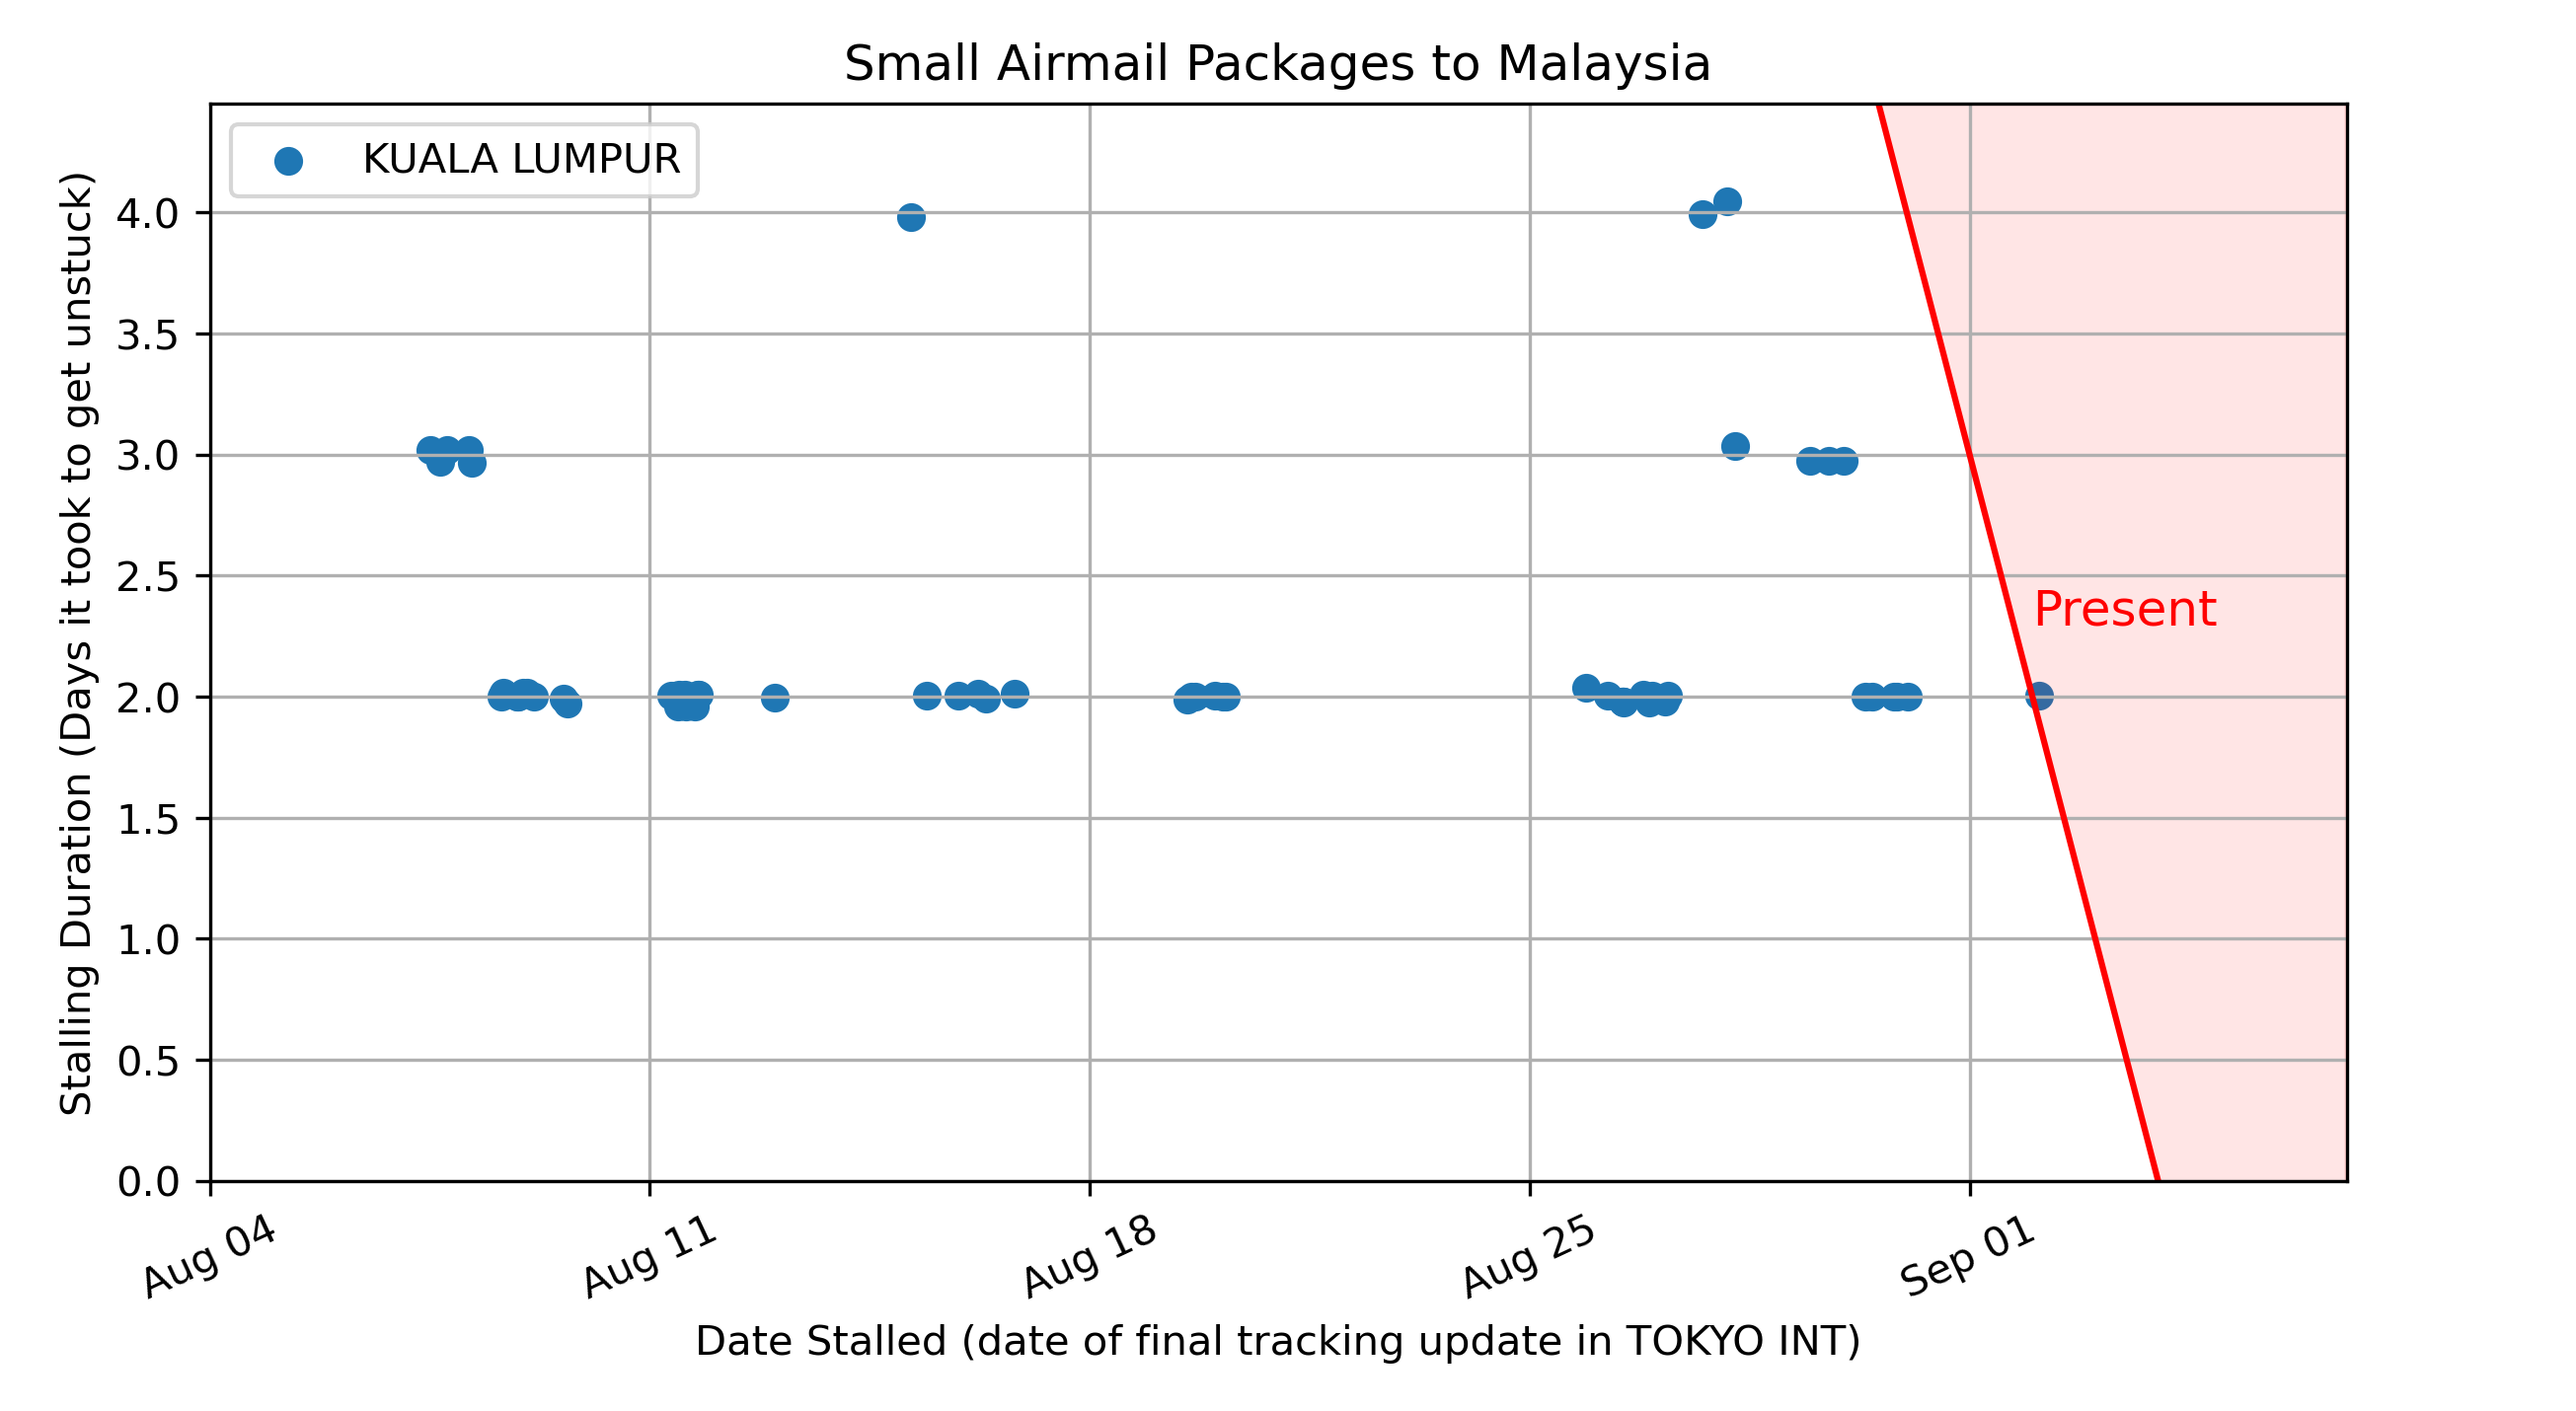 Small Airmail Packages to Malaysia
KUALA LUMPUR
Stalling Duration (Days it took to get unstuck)
4.0
3.5
3.0
2.5
2.0
1.5
1.0
0.5
0.0
Present
Aug 04
Aug 11
Aug 18
Aug 25
Sep 01
Date Stalled (date of final tracking update in TOKYO INT)